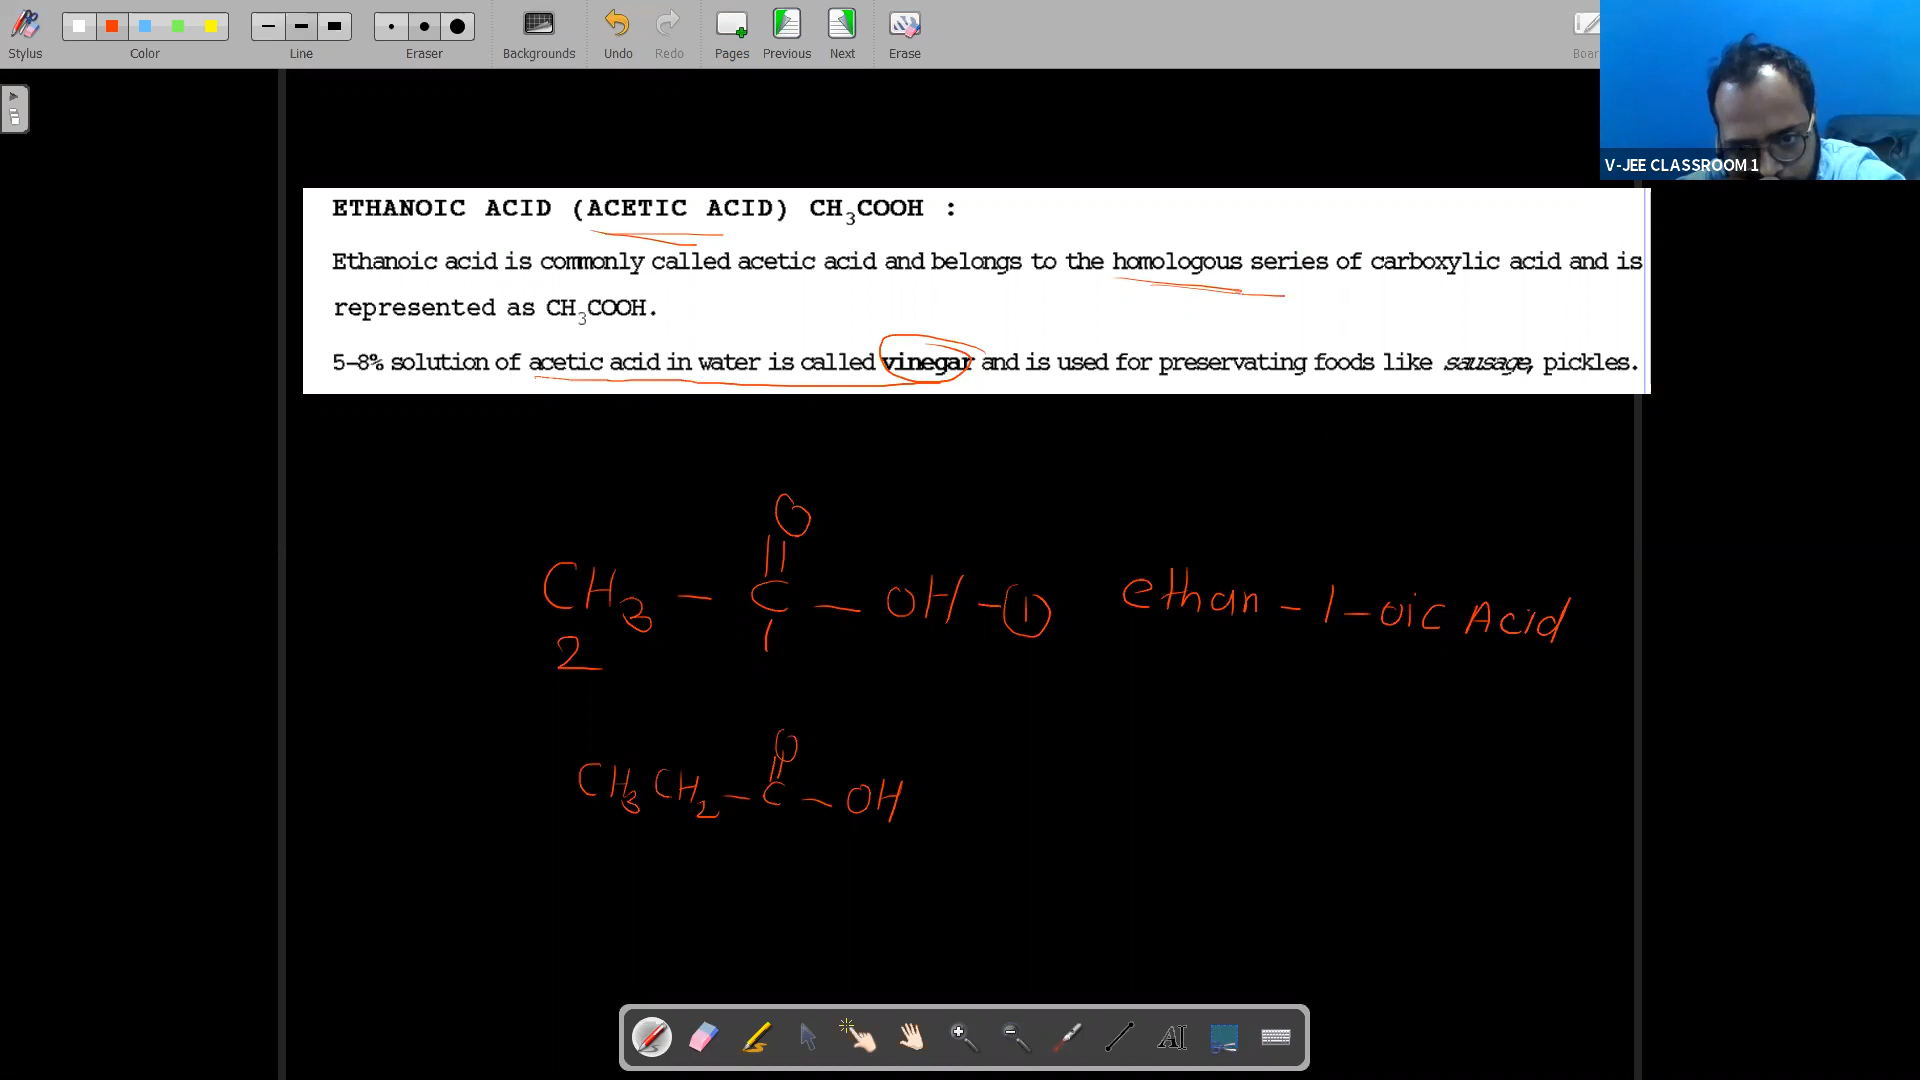 Stylus Color Line Eraser Backgrounds Undo Redo Pages Previous Next Erase
V-JEE CLASSROOM 1
ETHANOIC ACID (ACETIC ACID) CH3COOH :
Ethanoic acid is commonly called acetic acid and belongs to the homologous series of carboxylic acid and is
represented as CH3COOH.
5-8% solution of acetic acid in water is called vinegar and is used for preservating foods like sausage, pickles.
O
CH3 - C - OH - 1 ethan - 1 - oic Acid
2
O
CH3 CH2 - C - OH
AI